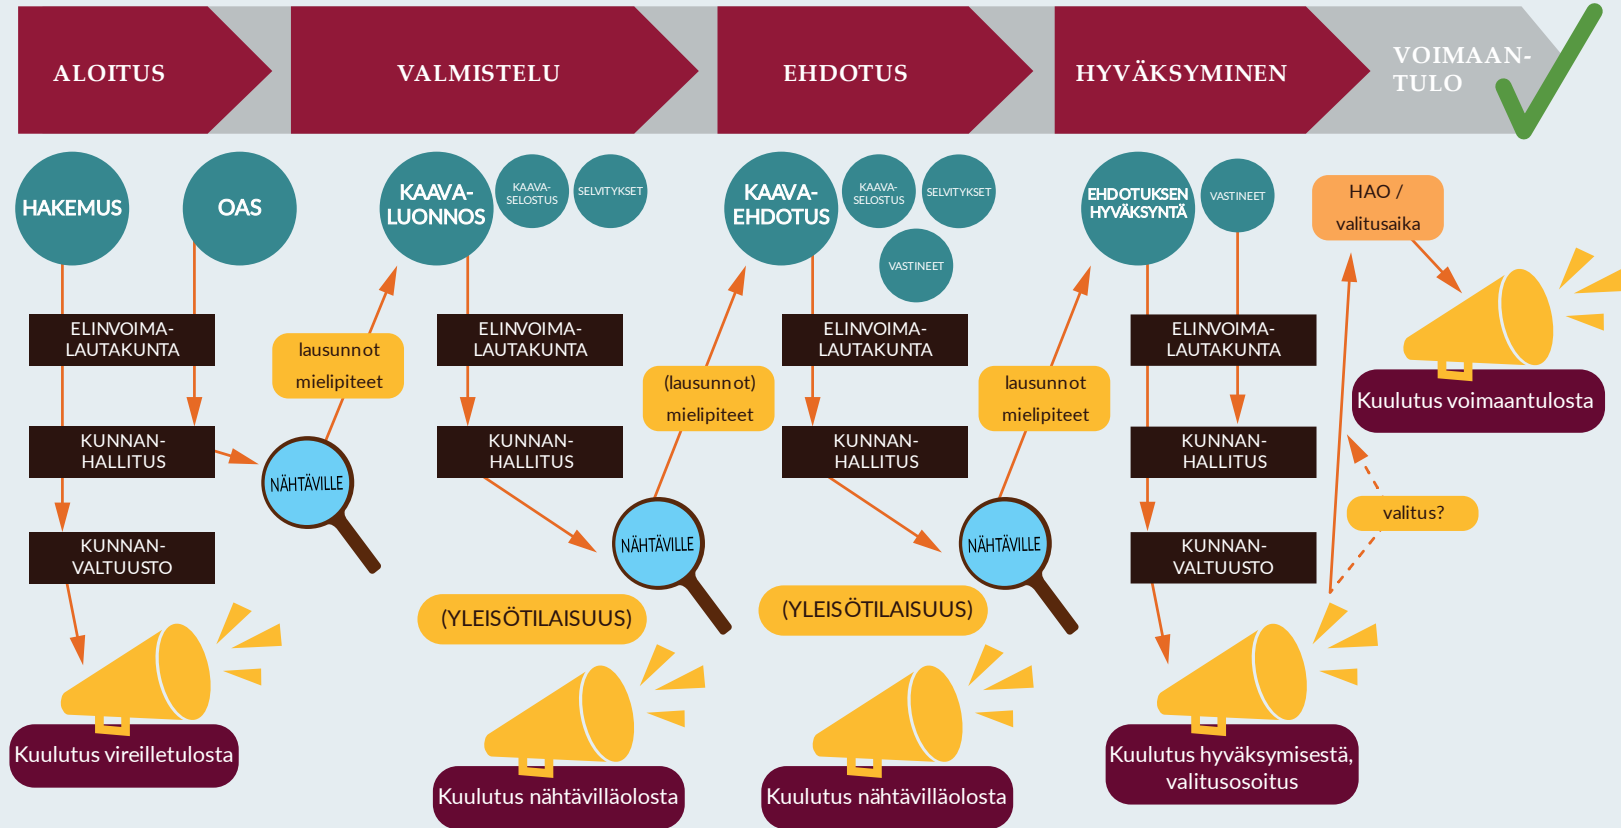 ALOITUS
VALMISTELU
EHDOTUS
HYVÄKSYMINEN
VOIMAAN-
TULO
HAKEMUS
OAS
ELINVOIMA-
LAUTAKUNTA
KUNNAN-
HALLITUS
KUNNAN-
VALTUUSTO
Kuulutus vireilletulosta
NÄHTÄVILLE
lausunnot
mielipiteet
KAAVA-
LUONNOS
KAAVA-
SELOSTUS
SELVITYKSET
ELINVOIMA-
LAUTAKUNTA
KUNNAN-
HALLITUS
NÄHTÄVILLE
(YLEISÖTILAISUUS)
Kuulutus nähtävilläolosta
(lausunnot)
mielipiteet
KAAVA-
EHDOTUS
KAAVA-
SELOSTUS
SELVITYKSET
VASTINEET
ELINVOIMA-
LAUTAKUNTA
KUNNAN-
HALLITUS
NÄHTÄVILLE
(YLEISÖTILAISUUS)
Kuulutus nähtävilläolosta
lausunnot
mielipiteet
EHDOTUKSEN
HYVÄKSYNTÄ
VASTINEET
ELINVOIMA-
LAUTAKUNTA
KUNNAN-
HALLITUS
KUNNAN-
VALTUUSTO
Kuulutus hyväksymisestä,
valitusosoitus
valitus?
HAO /
valitusaika
Kuulutus voimaantulosta